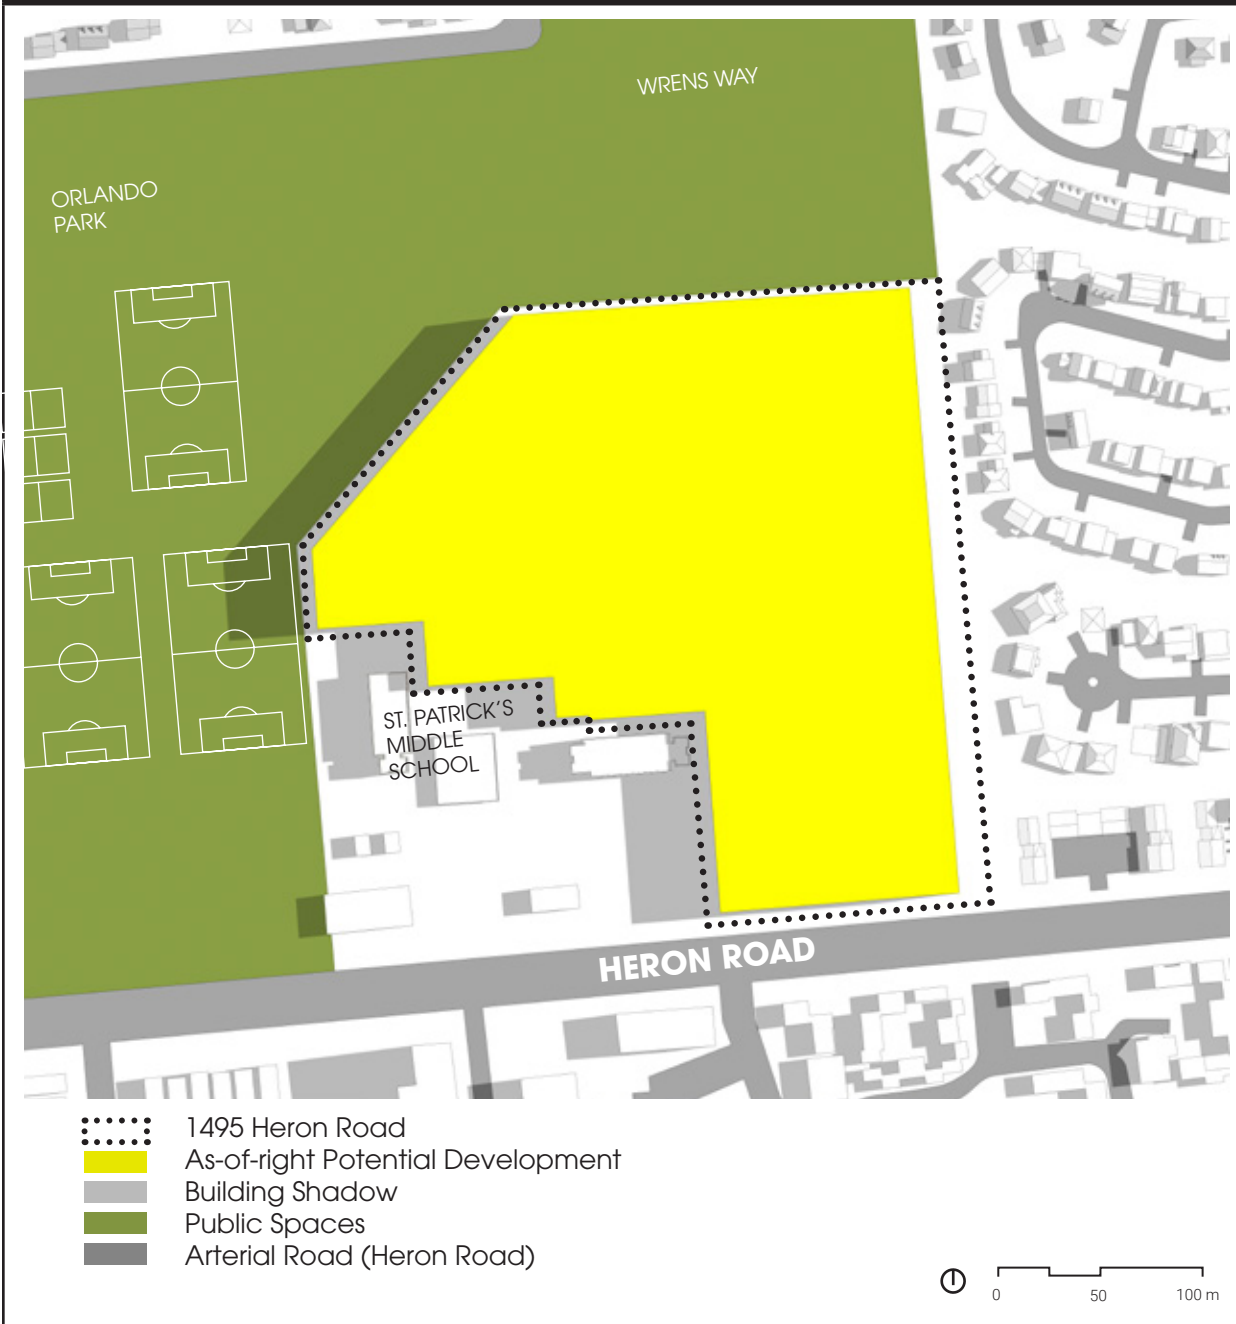 WRENS WAY
ORLANDO
PARK
ST. PATRICK'S
MIDDLE
SCHOOL
HERON ROAD
1495 Heron Road
As-of-right Potential Development
Building Shadow
Public Spaces
Arterial Road (Heron Road)
0 50 100 m